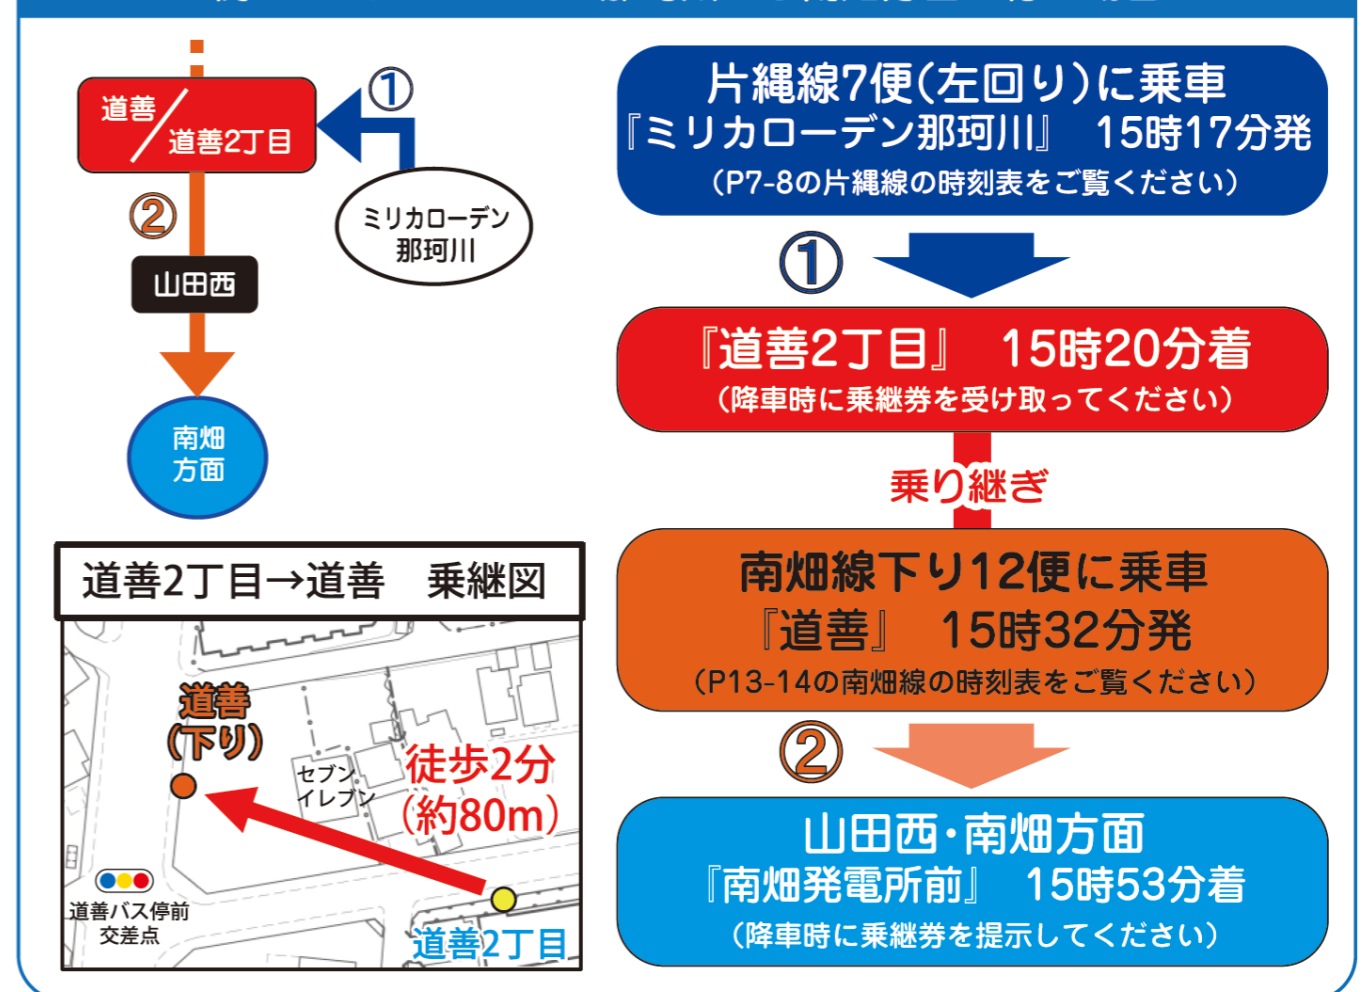 道善
道善2丁目
①
ミリカローデン
那珂川
②
山田西
南畑
方面
片縄線7便(左回り)に乗車
『ミリカローデン那珂川』 15時17分発
(P7-8の片縄線の時刻表をご覧ください)
①
『道善2丁目』 15時20分着
(降車時に乗継券を受け取ってください)
乗り継ぎ
南畑線下り12便に乗車
『道善』 15時32分発
(P13-14の南畑線の時刻表をご覧ください)
②
山田西・南畑方面
『南畑発電所前』 15時53分着
(降車時に乗継券を提示してください)
道善2丁目→道善 乗継図
道善
(下り)
セブン
イレブン
徒歩2分
(約80m)
道善バス停前
交差点
道善2丁目